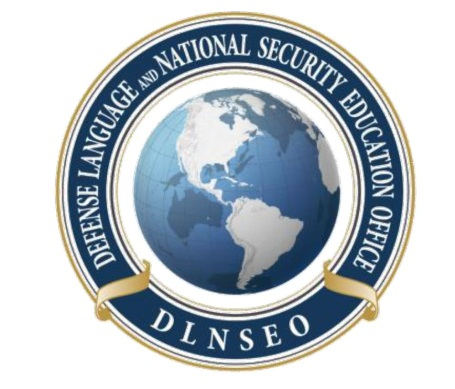 DEFENSE LANGUAGE AND NATIONAL SECURITY EDUCATION OFFICE
DLNSEO